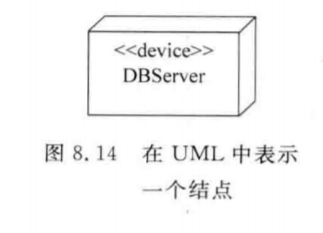 <<device>>
DBServer
图 8.14 在 UML 中表示
一个结点